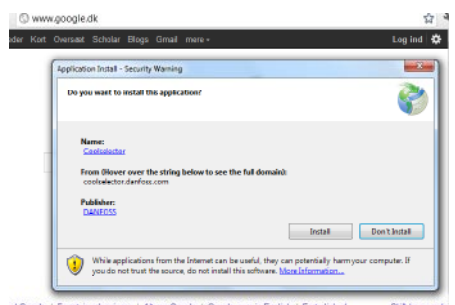 www.google.dk
Kort Oversæt Scholar Blogs Gmail mere
Log ind
Application Install - Security Warning
Do you want to install this application?
Name:
Coolselector
From (Hover over the string below to see the full domain):
coolselector.danfoss.com
Publisher:
DANFOSS
Install
Don't Install
While applications from the Internet can be useful, they can potentially harm your computer. If
you do not trust the source, do not install this software. More Information...